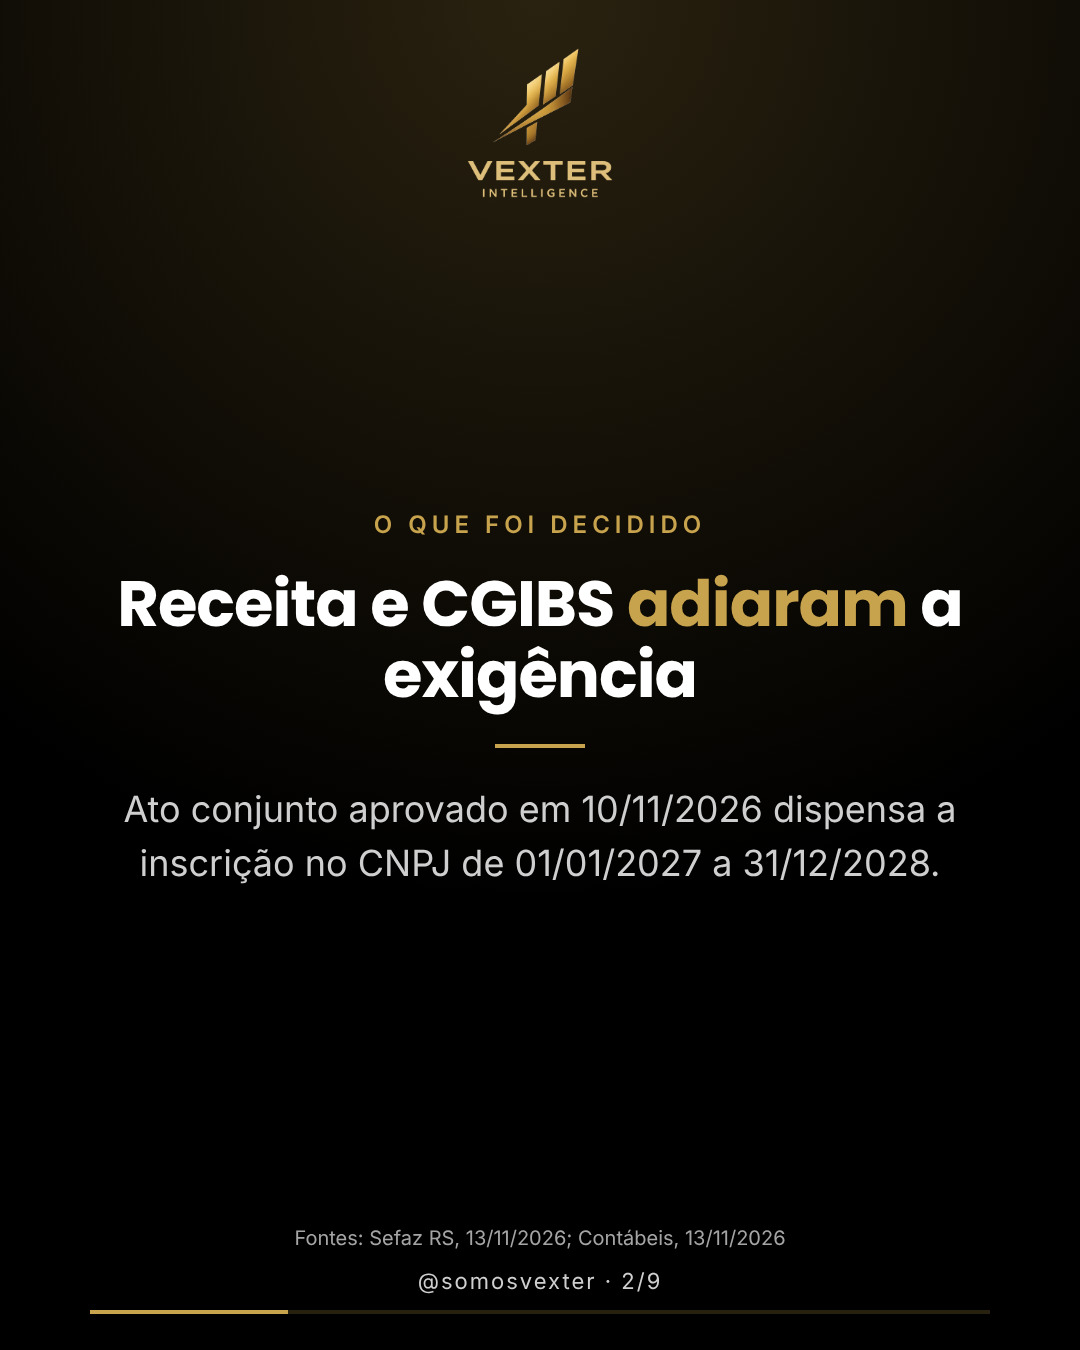 VEXTER
INTELLIGENCE
O QUE FOI DECIDIDO
Receita e CGIBS adiaram a
exigência
Ato conjunto aprovado em 10/11/2026 dispensa a
inscrição no CNPJ de 01/01/2027 a 31/12/2028.
Fontes: Sefaz RS, 13/11/2026; Contábeis, 13/11/2026
@somosvexter · 2/9